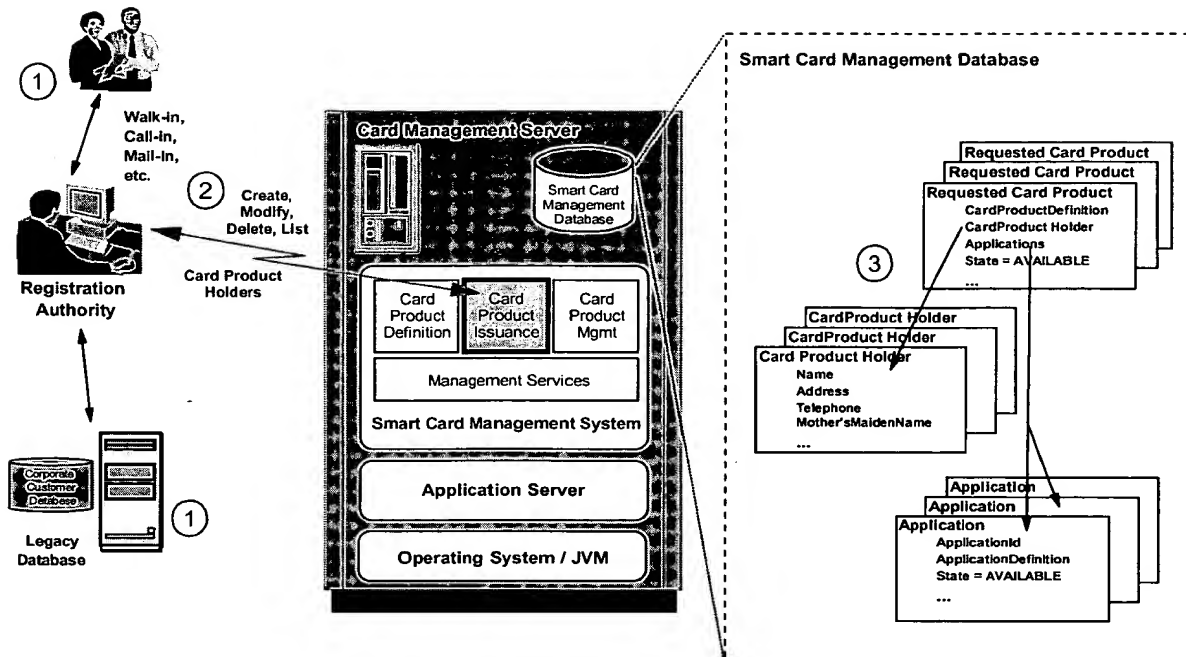 1
Walk-in,
Call-in,
Mail-in,
etc.
Registration
Authority
Corporate
Customer
Database
Legacy
Database
1
2
Create,
Modify,
Delete, List
Card Product
Holders
Card Management Server
Smart Card
Management
Database
Card
Product
Definition
Card
Product
Issuance
Card
Product
Mgmt
Management Services
Smart Card Management System
Application Server
Operating System / JVM
Smart Card Management Database
Requested Card Product
Requested Card Product
Requested Card Product
CardProductDefinition
CardProduct Holder
Applications
State = AVAILABLE
...
3
CardProduct Holder
CardProduct Holder
Card Product Holder
Name
Address
Telephone
Mother'sMaidenName
...
Application
Application
Application
ApplicationId
ApplicationDefinition
State = AVAILABLE
...